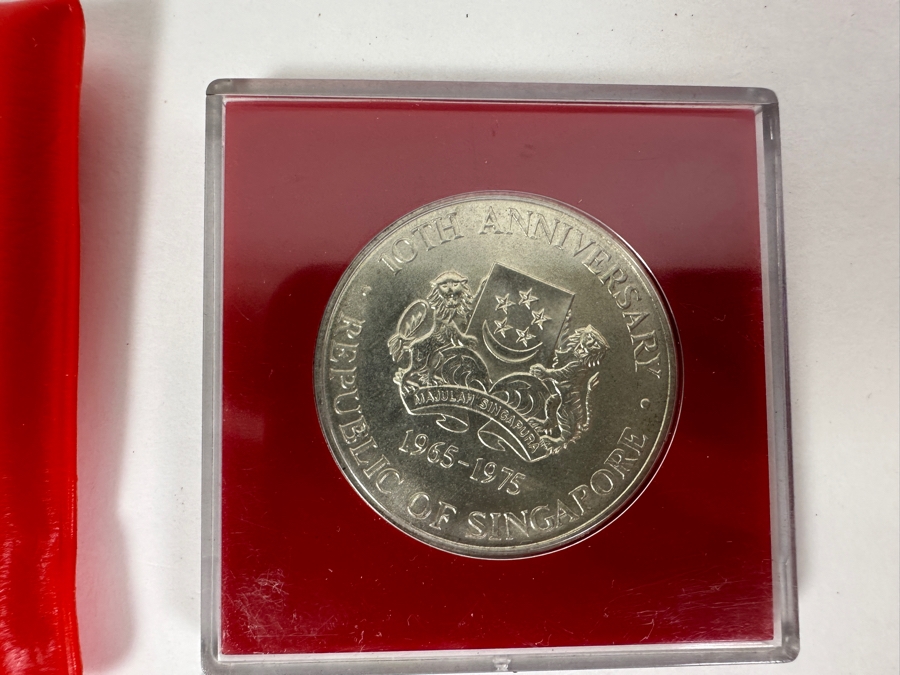 10TH ANNIVERSARY
MAJULAH SINGAPURA
1965-1975
REPUBLIC OF SINGAPORE